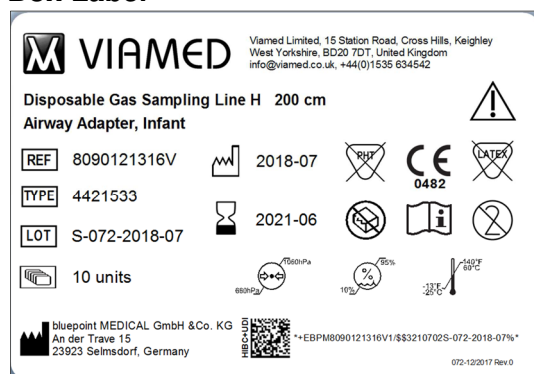 Box Label
VIAMED
Viamed Limited, 15 Station Road, Cross Hills, Keighley
West Yorkshire, BD20 7DT, United Kingdom
info@viamed.co.uk, +44(0)1535 634542
Disposable Gas Sampling Line H 200 cm
Airway Adapter, Infant
REF 8090121316V 2018-07 PHT CE 0482 LATEX
TYPE 4421533
2021-06 2
LOT S-072-2018-07
10 units
660hPa 1060hPa 10% 95% -13°F -25°C 140°F 60°C
bluepoint MEDICAL GmbH &Co. KG
An der Trave 15
23923 Selmsdorf, Germany
HIBC+UDI
*+EBPM8090121316V1/$$3210702S-072-2018-07%*
072-12/2017 Rev.0